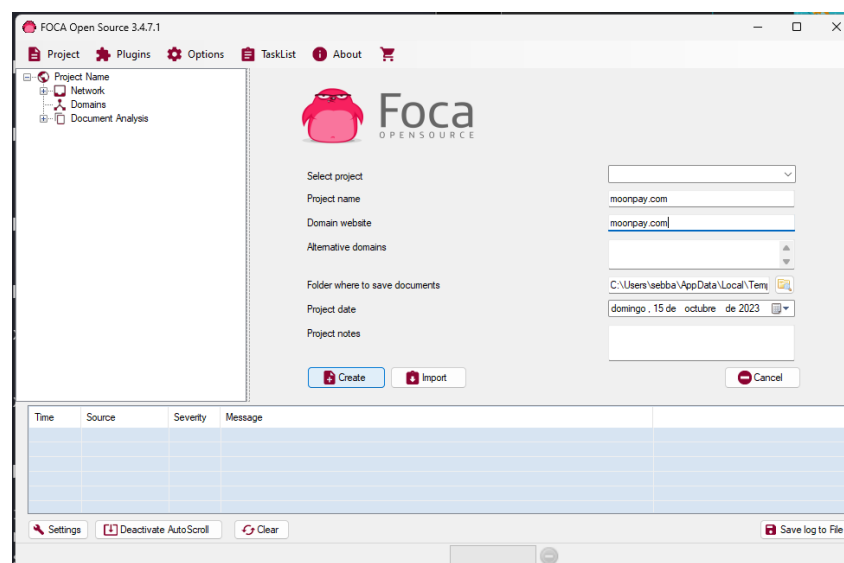 FOCA Open Source 3.4.7.1
Project Plugins Options TaskList About
Project Name
Network
Domains
Document Analysis
Foca
OPENSOURCE
Select project
Project name moonpay.com
Domain website moonpay.com
Alternative domains
Folder where to save documents C:\Users\sebba\AppData\Local\Temp
Project date domingo , 15 de octubre de 2023
Project notes
Create Import Cancel
Time Source Severity Message
Settings Deactivate AutoScroll Clear Save log to File